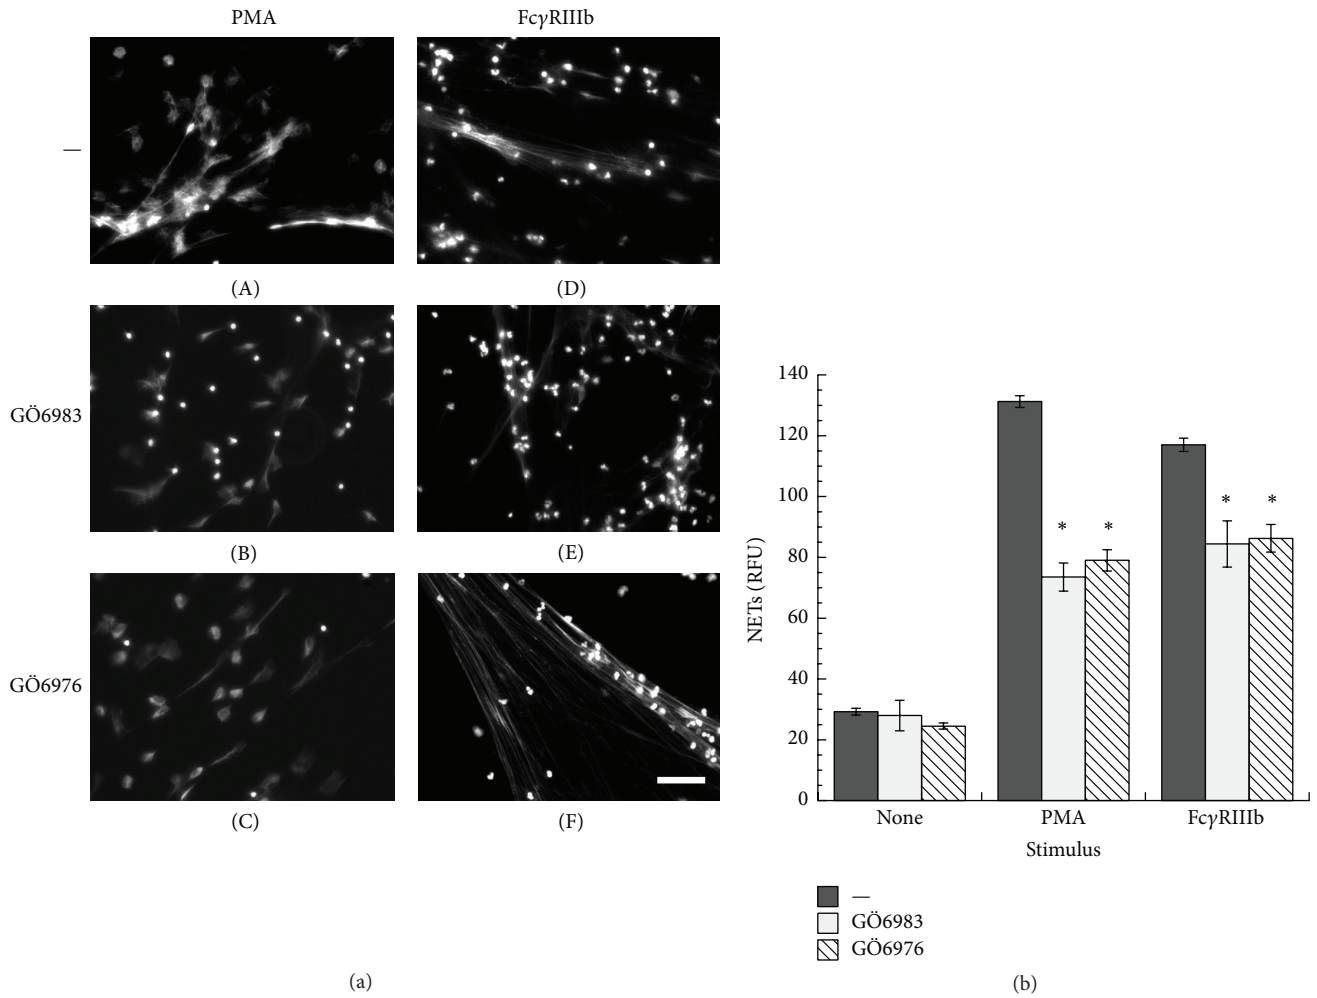 PMA FcγRIIIb
—
(A) (D)
GÖ6983
(B) (E)
GÖ6976
(C) (F)
(a)
140
120
100
80
60
40
20
0
NETs (RFU)
* *
* *
None PMA FcγRIIIb
Stimulus
—
GÖ6983
GÖ6976
(b)